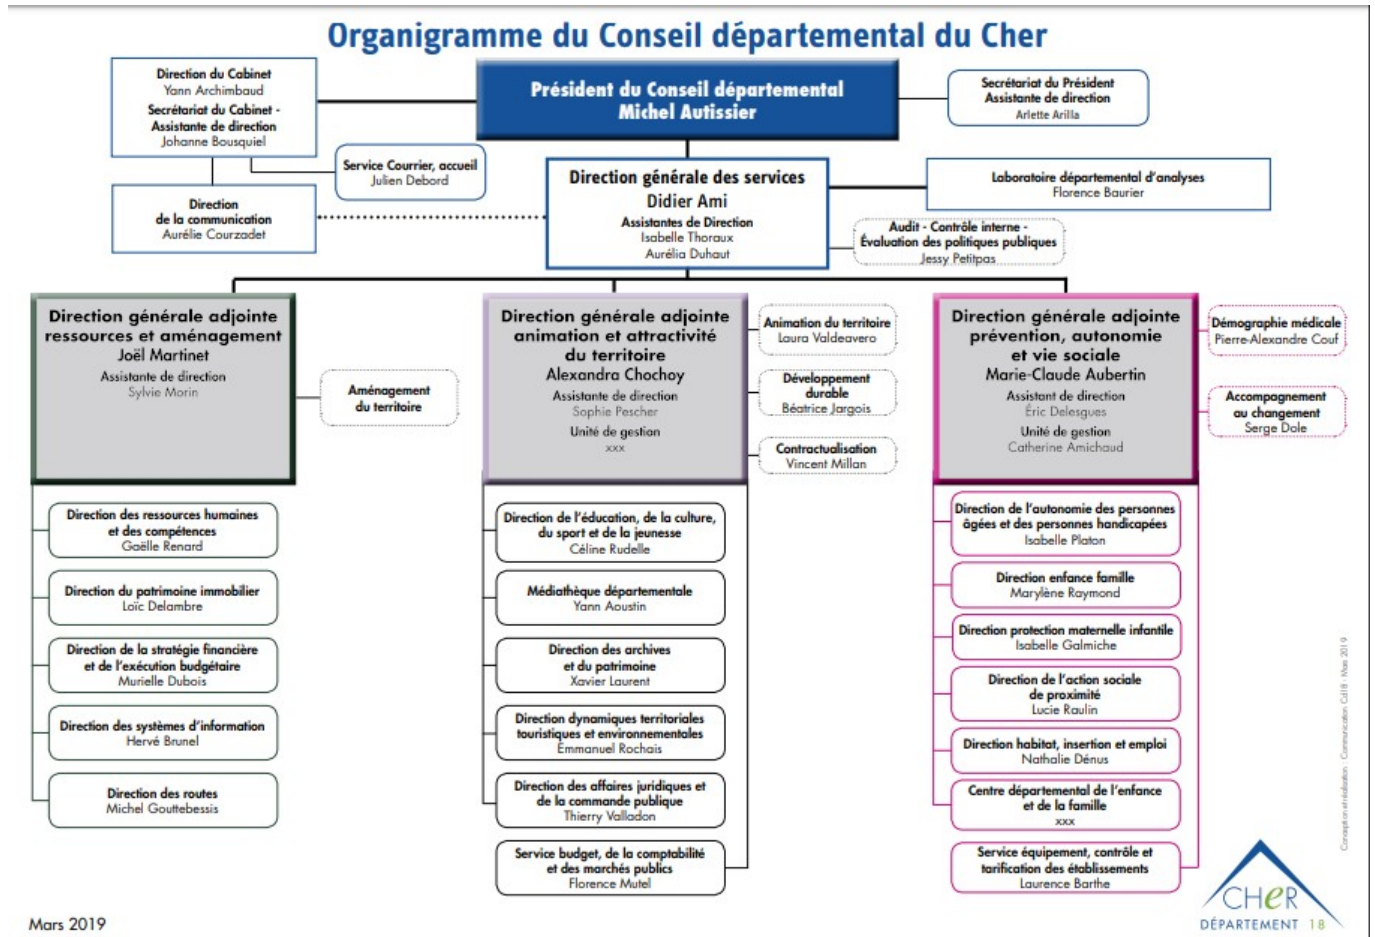 Organigramme du Conseil départemental du Cher
Direction du Cabinet
Yann Archimbaud
Secrétariat du Cabinet -
Assistante de direction
Johanne Bousquiel
Président du Conseil départemental
Michel Autissier
Secrétariat du Président
Assistante de direction
Arlette Arilla
Service Courrier, accueil
Julien Debord
Direction
de la communication
Aurélie Courzadet
Direction générale des services
Didier Ami
Assistantes de Direction
Isabelle Thoraux
Aurélia Duhaut
Laboratoire départemental d'analyses
Florence Baurier
Audit - Contrôle interne -
Évaluation des politiques publiques
Jessy Petitpas
Direction générale adjointe
ressources et aménagement
Joël Martinet
Assistante de direction
Sylvie Morin
Aménagement
du territoire
Direction des ressources humaines
et des compétences
Gaëlle Renard
Direction du patrimoine immobilier
Loïc Delambre
Direction de la stratégie financière
et de l'exécution budgétaire
Murielle Dubois
Direction des systèmes d'information
Hervé Brunel
Direction des routes
Michel Gouttebessis
Direction générale adjointe
animation et attractivité
du territoire
Alexandra Chochoy
Assistante de direction
Sophie Pescher
Unité de gestion
xxx
Animation du territoire
Laura Valdeavero
Développement
durable
Béatrice Jargois
Contractualisation
Vincent Millan
Direction de l'éducation, de la culture,
du sport et de la jeunesse
Céline Rudelle
Médiathèque départementale
Yann Aoustin
Direction des archives
et du patrimoine
Xavier Laurent
Direction dynamiques territoriales
touristiques et environnementales
Emmanuel Rochais
Direction des affaires juridiques et
de la commande publique
Thierry Valladon
Service budget, de la comptabilité
et des marchés publics
Florence Mutel
Direction générale adjointe
prévention, autonomie
et vie sociale
Marie-Claude Aubertin
Assistant de direction
Éric Delesgues
Unité de gestion
Catherine Amichaud
Démographie médicale
Pierre-Alexandre Couf
Accompagnement
au changement
Serge Dole
Direction de l'autonomie des personnes
âgées et des personnes handicapées
Isabelle Platon
Direction enfance famille
Marylène Raymond
Direction protection maternelle infantile
Isabelle Galmiche
Direction de l'action sociale
de proximité
Lucie Raulin
Direction habitat, insertion et emploi
Nathalie Dénus
Centre départemental de l'enfance
et de la famille
xxx
Service équipement, contrôle et
tarification des établissements
Laurence Barthe
Conception et réalisation : Communication Cd18 - Mars 2019
CHeR
DÉPARTEMENT 18
Mars 2019